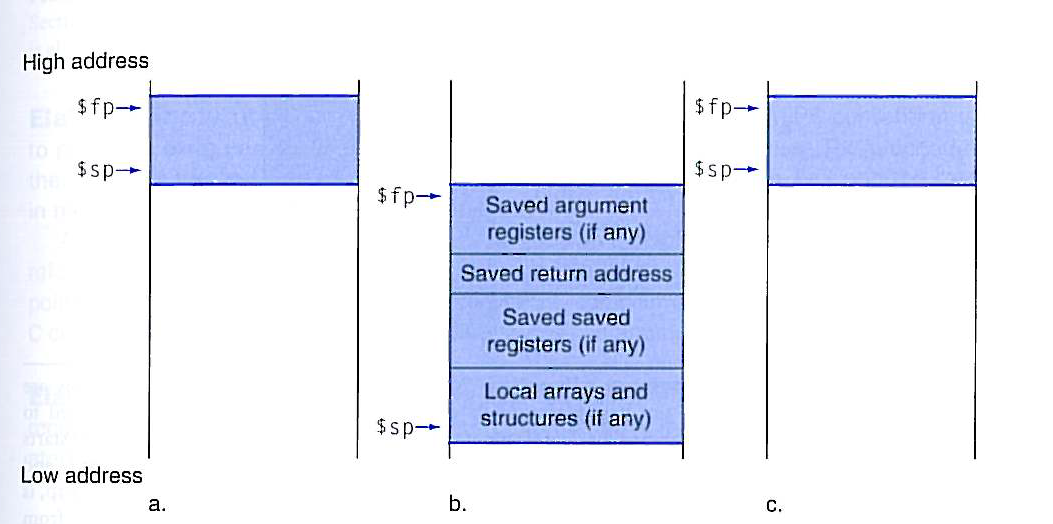 High address
$fp
$sp
$fp
Saved argument
registers (if any)
Saved return address
Saved saved
registers (if any)
Local arrays and
structures (if any)
$sp
$fp
$sp
Low address
a.
b.
c.